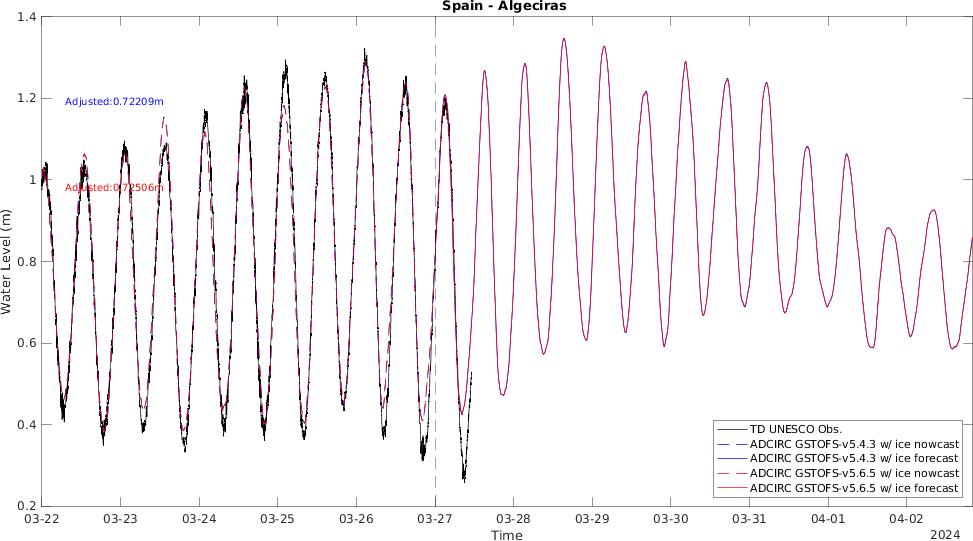 Spain - Algeciras
1.4
1.2
1
0.8
0.6
0.4
0.2
Water Level (m)
Adjusted:0.72209m
Adjusted:0.72506m
TD UNESCO Obs.
ADCIRC GSTOFS-v5.4.3 w/ ice nowcast
ADCIRC GSTOFS-v5.4.3 w/ ice forecast
ADCIRC GSTOFS-v5.6.5 w/ ice nowcast
ADCIRC GSTOFS-v5.6.5 w/ ice forecast
03-22 03-23 03-24 03-25 03-26 03-27 03-28 03-29 03-30 03-31 04-01 04-02
Time
2024